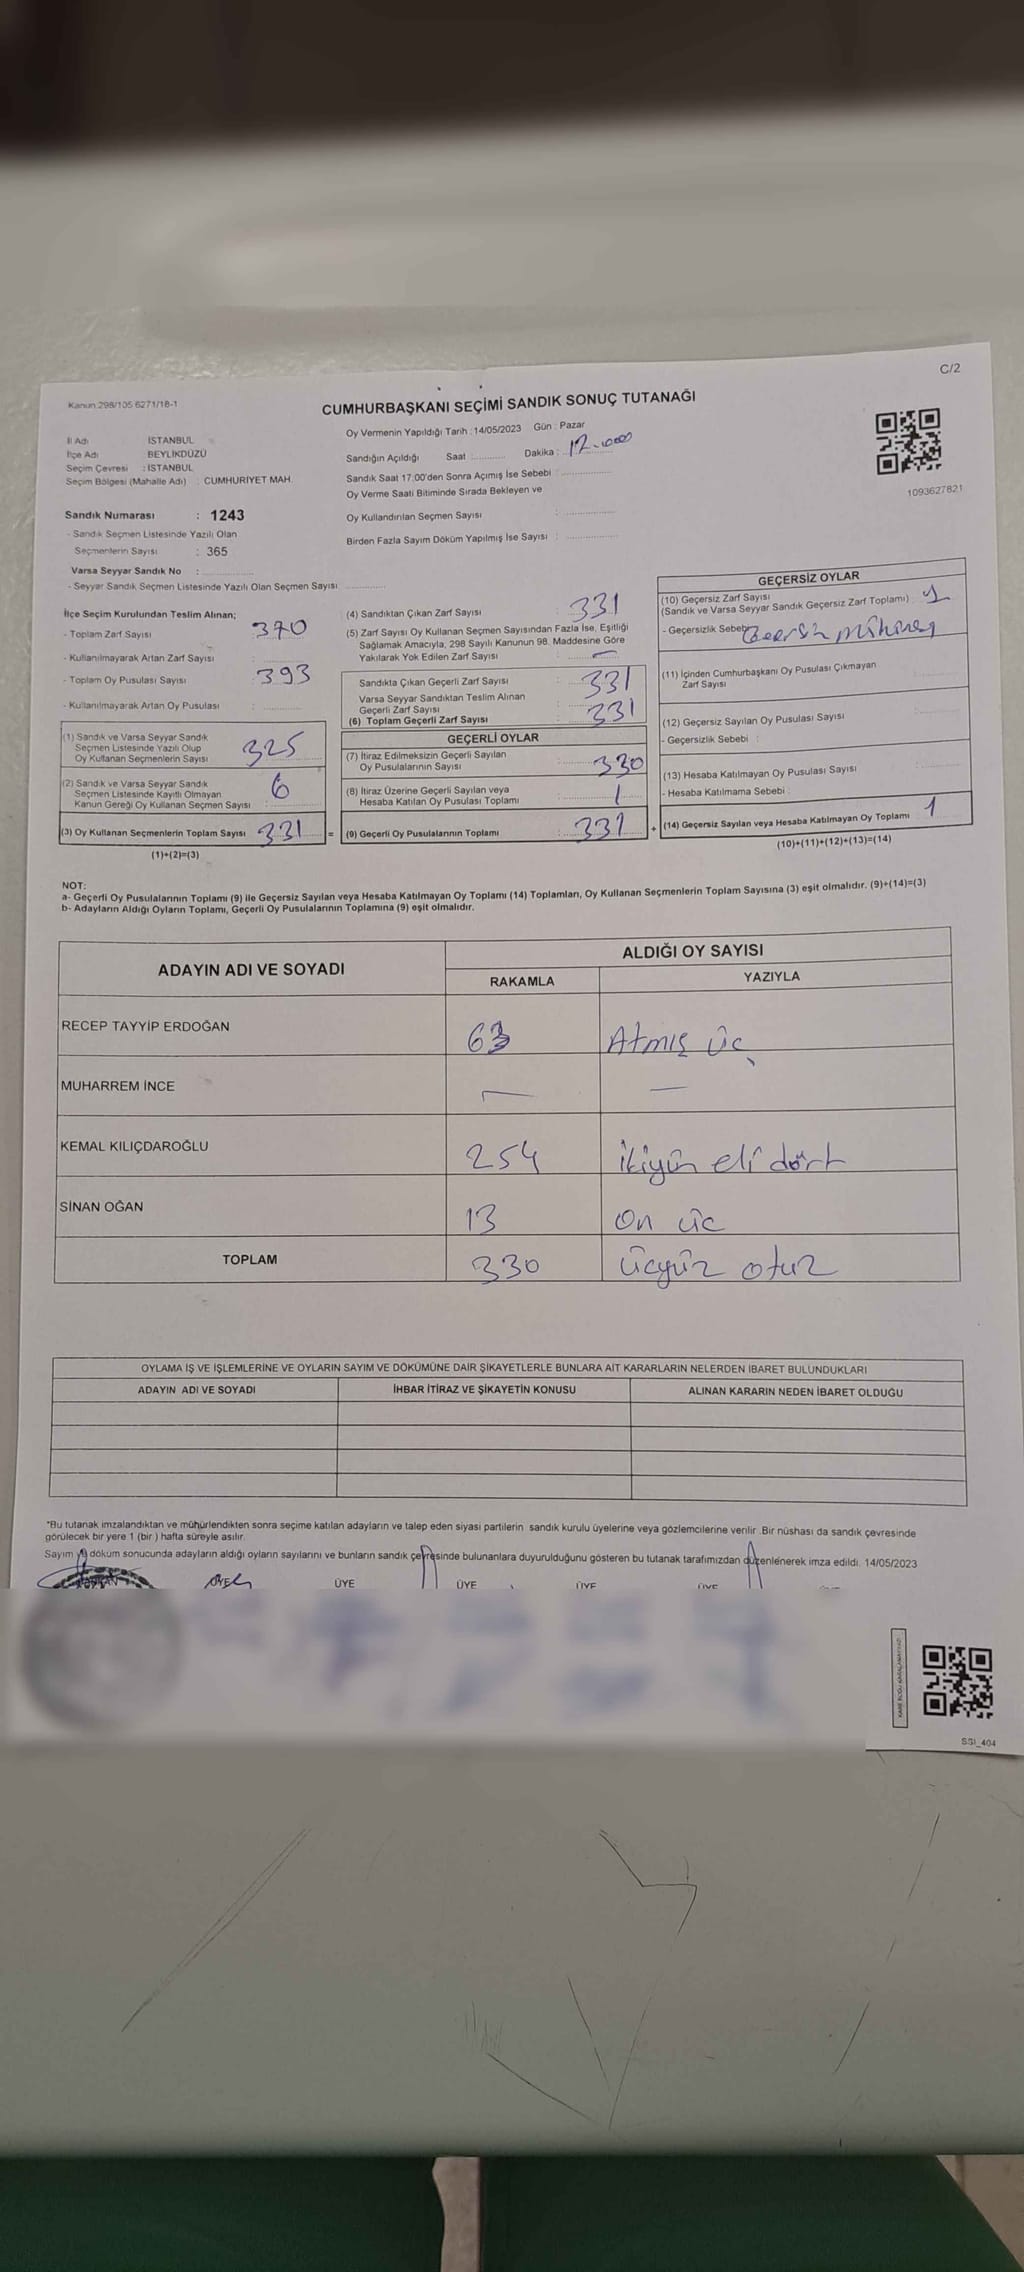 C/2
Kanun 298/105 6271/18-1
CUMHURBAŞKANI SEÇİMİ SANDIK SONUÇ TUTANAĞI
İl Adı İSTANBUL
İlçe Adı BEYLİKDÜZÜ
Seçim Çevresi : İSTANBUL
Seçim Bölgesi (Mahalle Adı) : CUMHURİYET MAH.
Oy Vermenin Yapıldığı Tarih : 14/05/2023 Gün : Pazar
Sandığın Açıldığı Saat : Dakika :
Sandık Saat 17:00'den Sonra Açımış İse Sebebi :
Oy Verme Saati Bitiminde Sırada Bekleyen ve
Oy Kullandırılan Seçmen Sayısı :
Birden Fazla Sayım Döküm Yapılmış İse Sayısı :
1093627821
Sandık Numarası : 1243
- Sandık Seçmen Listesinde Yazılı Olan
Seçmenlerin Sayısı : 365
Varsa Seyyar Sandık No :
- Seyyar Sandık Seçmen Listesinde Yazılı Olan Seçmen Sayısı
İlçe Seçim Kurulundan Teslim Alınan;
- Toplam Zarf Sayısı : 370
- Kullanılmayarak Artan Zarf Sayısı :
- Toplam Oy Pusulası Sayısı : 393
- Kullanılmayarak Artan Oy Pusulası :
(1) Sandık ve Varsa Seyyar Sandık
Seçmen Listesinde Yazılı Olup
Oy Kullanan Seçmenlerin Sayısı 325
(2) Sandık ve Varsa Seyyar Sandık
Seçmen Listesinde Kayıtlı Olmayan
Kanun Gereği Oy Kullanan Seçmen Sayısı : 6
(3) Oy Kullanan Seçmenlerin Toplam Sayısı 331 =
(1)+(2)=(3)
(4) Sandıktan Çıkan Zarf Sayısı : 331
(5) Zarf Sayısı Oy Kullanan Seçmen Sayısından Fazla İse, Eşitliği
Sağlamak Amacıyla, 298 Sayılı Kanunun 98. Maddesine Göre
Yakılarak Yok Edilen Zarf Sayısı : —
Sandıkta Çıkan Geçerli Zarf Sayısı : 331
Varsa Seyyar Sandıktan Teslim Alınan
Geçerli Zarf Sayısı :
(6) Toplam Geçerli Zarf Sayısı 331
GEÇERLİ OYLAR
(7) İtiraz Edilmeksizin Geçerli Sayılan
Oy Pusulalarının Sayısı : 330
(8) İtiraz Üzerine Geçerli Sayılan veya
Hesaba Katılan Oy Pusulası Toplamı : 1
(9) Geçerli Oy Pusulalarının Toplamı : 331 +
GEÇERSİZ OYLAR
(10) Geçersiz Zarf Sayısı
(Sandık ve Varsa Seyyar Sandık Geçersiz Zarf Toplamı) : 1
- Geçersizlik Sebebi
(11) İçinden Cumhurbaşkanı Oy Pusulası Çıkmayan
Zarf Sayısı :
(12) Geçersiz Sayılan Oy Pusulası Sayısı :
- Geçersizlik Sebebi :
(13) Hesaba Katılmayan Oy Pusulası Sayısı :
- Hesaba Katılmama Sebebi :
(14) Geçersiz Sayılan veya Hesaba Katılmayan Oy Toplamı 1
(10)+(11)+(12)+(13)=(14)
NOT:
a- Geçerli Oy Pusulalarının Toplamı (9) ile Geçersiz Sayılan veya Hesaba Katılmayan Oy Toplamı (14) Toplamları, Oy Kullanan Seçmenlerin Toplam Sayısına (3) eşit olmalıdır. (9)+(14)=(3)
b- Adayların Aldığı Oyların Toplamı, Geçerli Oy Pusulalarının Toplamına (9) eşit olmalıdır.
ADAYIN ADI VE SOYADI ALDIĞI OY SAYISI
RAKAMLA YAZIYLA
RECEP TAYYİP ERDOĞAN 63 Atmış üç
MUHARREM İNCE — —
KEMAL KILIÇDAROĞLU 254 ikiyün eli dört
SİNAN OĞAN 13 on üc
TOPLAM 330 ücyüz otuz
OYLAMA İŞ VE İŞLEMLERİNE VE OYLARIN SAYIM VE DÖKÜMÜNE DAİR ŞİKAYETLERLE BUNLARA AİT KARARLARIN NELERDEN İBARET BULUNDUKLARI
ADAYIN ADI VE SOYADI İHBAR İTİRAZ VE ŞİKAYETİN KONUSU ALINAN KARARIN NEDEN İBARET OLDUĞU
*Bu tutanak imzalandıktan ve mühürlendikten sonra seçime katılan adayların ve talep eden siyasi partilerin sandık kurulu üyelerine veya gözlemcilerine verilir .Bir nüshası da sandık çevresinde
görülecek bir yere 1 (bir ) hafta süreyle asılır.
Sayım ve döküm sonucunda adayların aldığı oyların sayılarını ve bunların sandık çevresinde bulunanlara duyurulduğunu gösteren bu tutanak tarafımızdan düzenlenerek imza edildi. 14/05/2023
BAŞKAN ÜYE ÜYE ÜYE ÜYE ÜYE
SSI_404